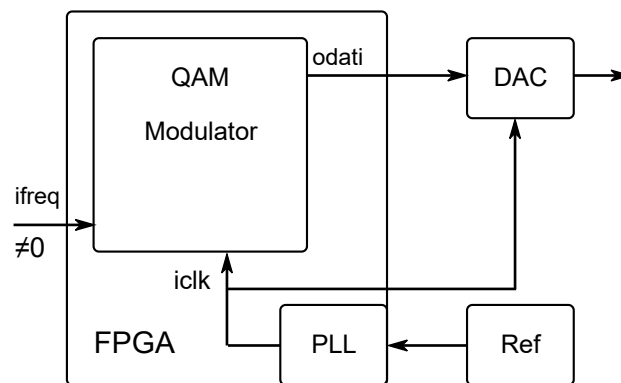 QAM
Modulator
odati
DAC
ifreq
≠0
iclk
FPGA
PLL
Ref